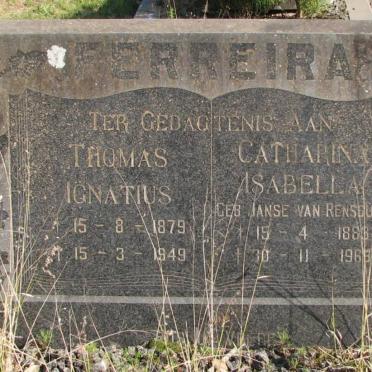 FERREIRA
TER GEDAGTENIS AAN
THOMAS
IGNATIUS
15 - 8 - 1879
15 - 3 - 1949
CATHARINA
ISABELLA
(GEB JANSE VAN RENSBU
15 - 4 - 1888
30 - 11 - 196